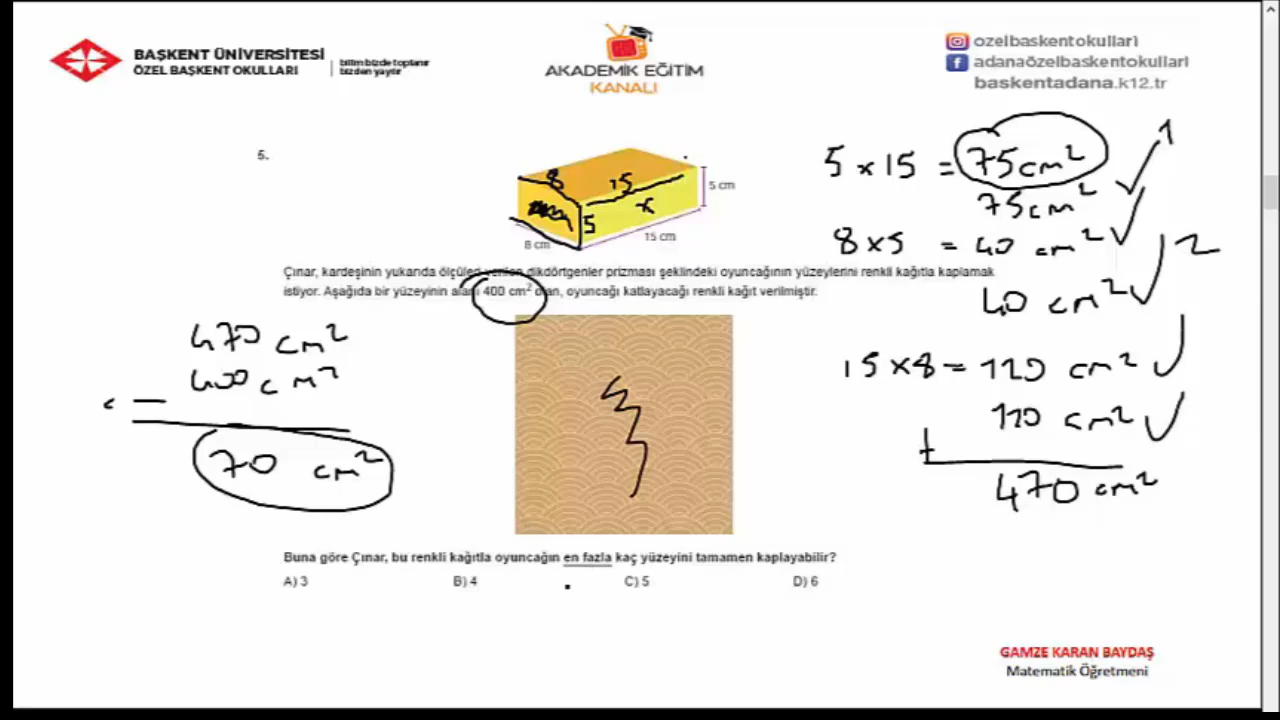 BAŞKENT ÜNİVERSİTESİ
ÖZEL BAŞKENT OKULLARI
bilim bizde toplanır
bizden yayılır
AKADEMİK EĞİTİM
KANALI
ozelbaskentokullari
adanaözelbaskentokullari
baskentadana.k12.tr
5.
8
15
5 cm
5
x
8 cm
15 cm
5 x 15 = 75 cm²
75 cm²
1
8 x 5 = 40 cm²
2
40 cm²
15 x 8 = 120 cm²
120 cm²
+
470 cm²
Çınar, kardeşinin yukarıda ölçüleri verilen dikdörtgenler prizması şeklindeki oyuncağının yüzeylerini renkli kağıtla kaplamak
istiyor. Aşağıda bir yüzeyinin alanı 400 cm² olan, oyuncağı katlayacağı renkli kağıt verilmiştir.
470 cm²
400 cm²
70 cm²
Buna göre Çınar, bu renkli kağıtla oyuncağın en fazla kaç yüzeyini tamamen kaplayabilir?
A) 3 B) 4 C) 5 D) 6
GAMZE KARAN BAYDAŞ
Matematik Öğretmeni